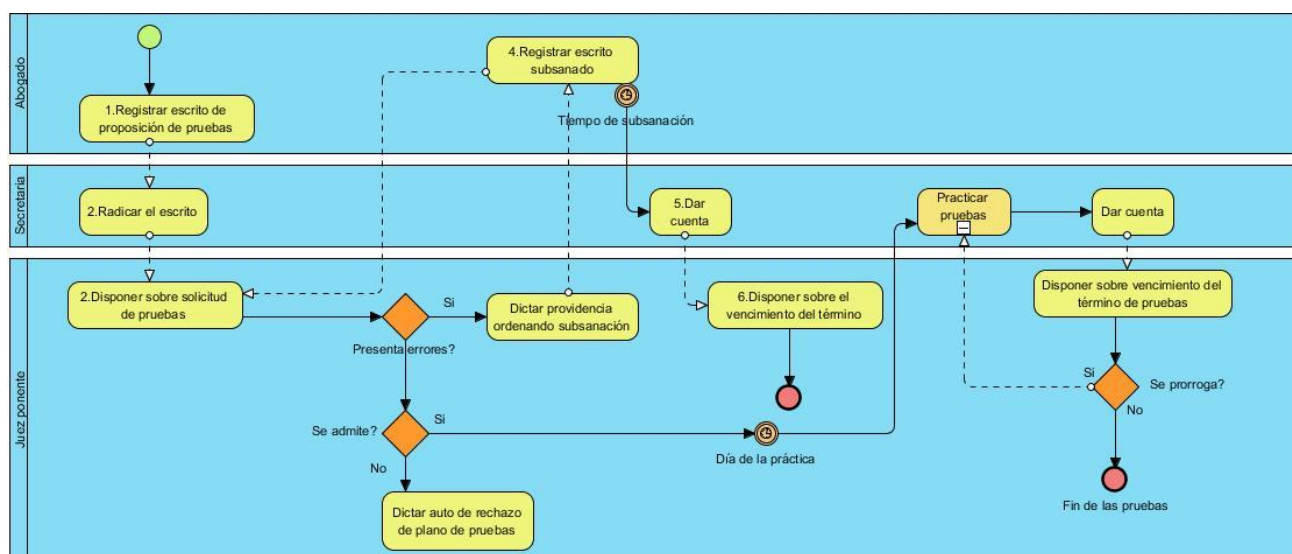 Abogado
1.Registrar escrito de
proposición de pruebas
4.Registrar escrito
subsanado
Tiempo de subsanación
Secretaria
2.Radicar el escrito
5.Dar
cuenta
Practicar
pruebas
Dar cuenta
Juez ponente
2.Disponer sobre solicitud
de pruebas
Presenta errores?
Si
Dictar providencia
ordenando subsanación
6.Disponer sobre el
vencimiento del término
Disponer sobre vencimiento del
término de pruebas
Se admite?
Si
No
Dictar auto de rechazo
de plano de pruebas
Día de la práctica
Si
Se prorroga?
No
Fin de las pruebas